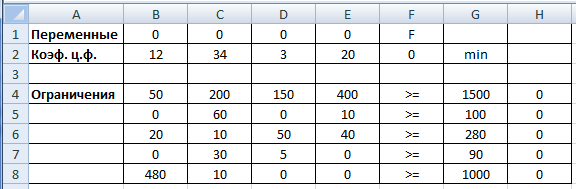 A B C D E F G H
1 Переменные 0 0 0 0 F
2 Коэф. ц.ф. 12 34 3 20 0 min
3
4 Ограничения 50 200 150 400 >= 1500 0
5 0 60 0 10 >= 100 0
6 20 10 50 40 >= 280 0
7 0 30 5 0 >= 90 0
8 480 10 0 0 >= 1000 0